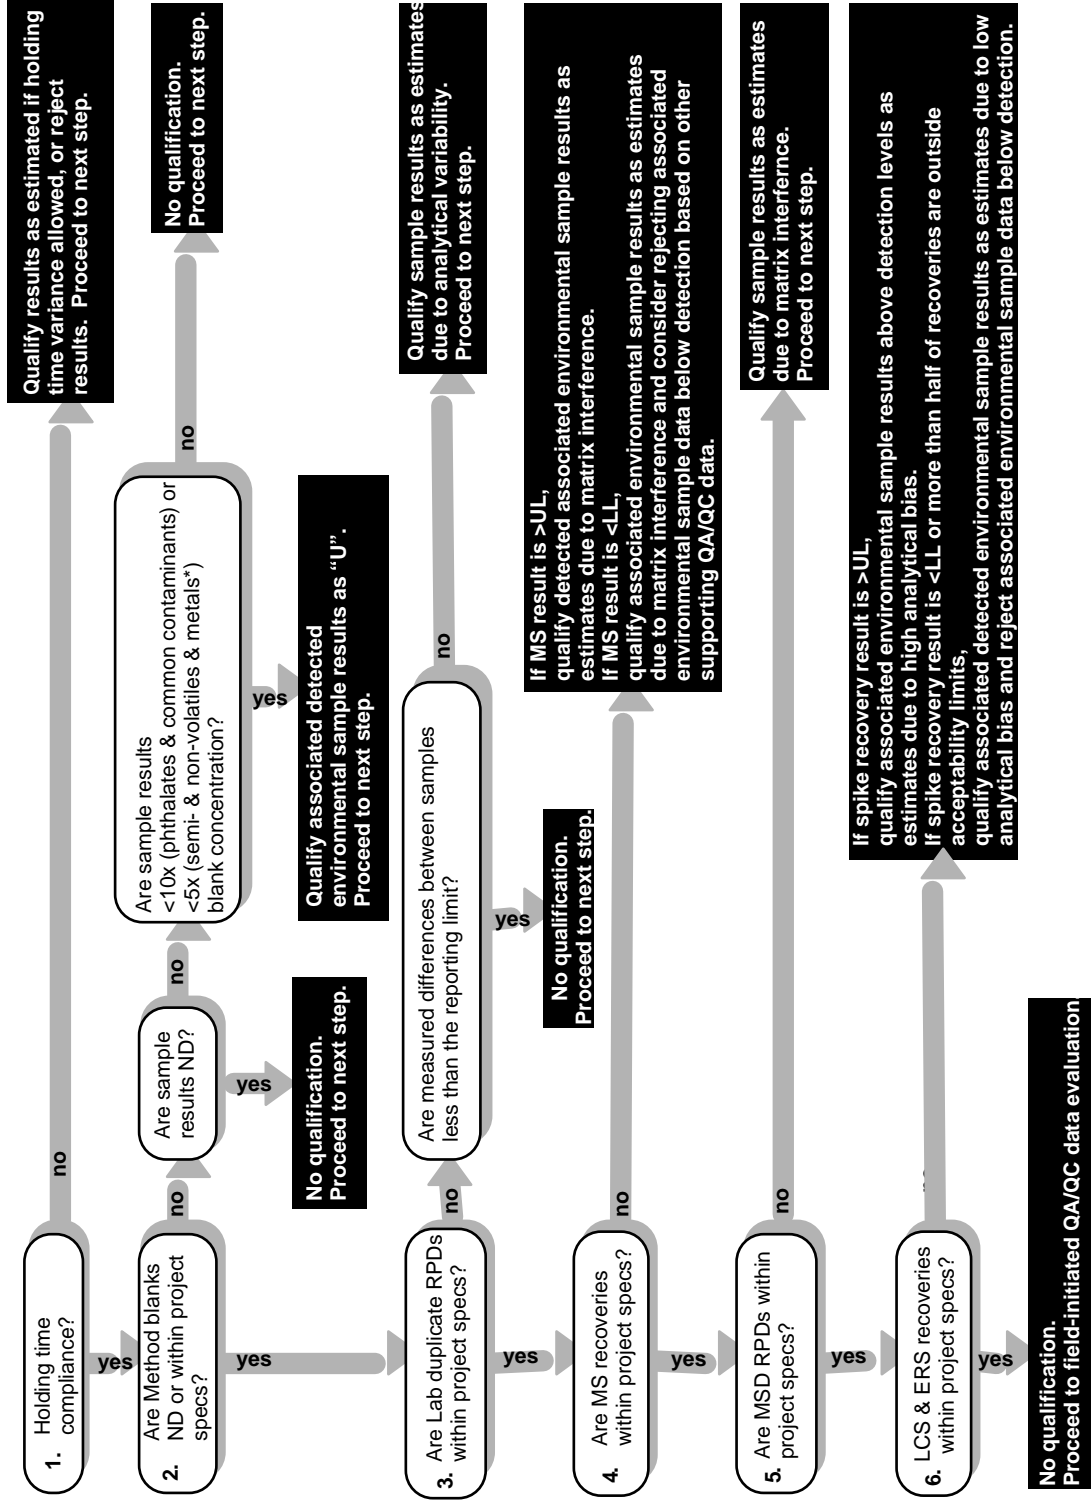 1.
Holding time
compliance?
no
Qualify results as estimated if holding
time variance allowed, or reject
results. Proceed to next step.
yes
2.
Are Method blanks
ND or within project
specs?
no
Are sample
results ND?
yes
No qualification.
Proceed to next step.
no
Are sample results
<10x (phthalates & common contaminants) or
<5x (semi- & non-volatiles & metals*)
blank concentration?
yes
Qualify associated detected
environmental sample results as “U”.
Proceed to next step.
no
No qualification.
Proceed to next step.
yes
3.
Are Lab duplicate RPDs
within project specs?
no
Are measured differences between samples
less than the reporting limit?
yes
No qualification.
Proceed to next step.
no
Qualify sample results as estimates
due to analytical variability.
Proceed to next step.
yes
4.
Are MS recoveries
within project specs?
no
If MS result is >UL,
qualify detected associated environmental sample results as
estimates due to matrix interference.
If MS result is <LL,
qualify associated environmental sample results as estimates
due to matrix interference and consider rejecting associated
environmental sample data below detection based on other
supporting QA/QC data.
yes
5.
Are MSD RPDs within
project specs?
no
Qualify sample results as estimates
due to matrix interfernce.
Proceed to next step.
yes
6.
LCS & ERS recoveries
within project specs?
If spike recovery result is >UL,
qualify associated environmental sample results above detection levels as
estimates due to high analytical bias.
If spike recovery result is <LL or more than half of recoveries are outside
acceptability limits,
qualify associated detected environmental sample results as estimates due to low
analytical bias and reject associated environmental sample data below detection.
yes
No qualification.
Proceed to field-initiated QA/QC data evaluation.